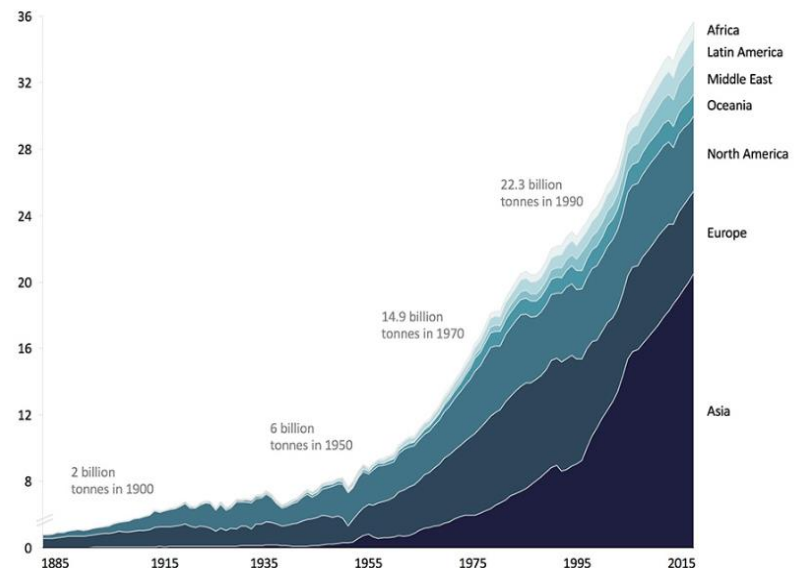 36
32
28
24
20
16
12
8
0
1885
1915
1935
1955
1975
1995
2015
2 billion
tonnes in 1900
6 billion
tonnes in 1950
14.9 billion
tonnes in 1970
22.3 billion
tonnes in 1990
Africa
Latin America
Middle East
Oceania
North America
Europe
Asia